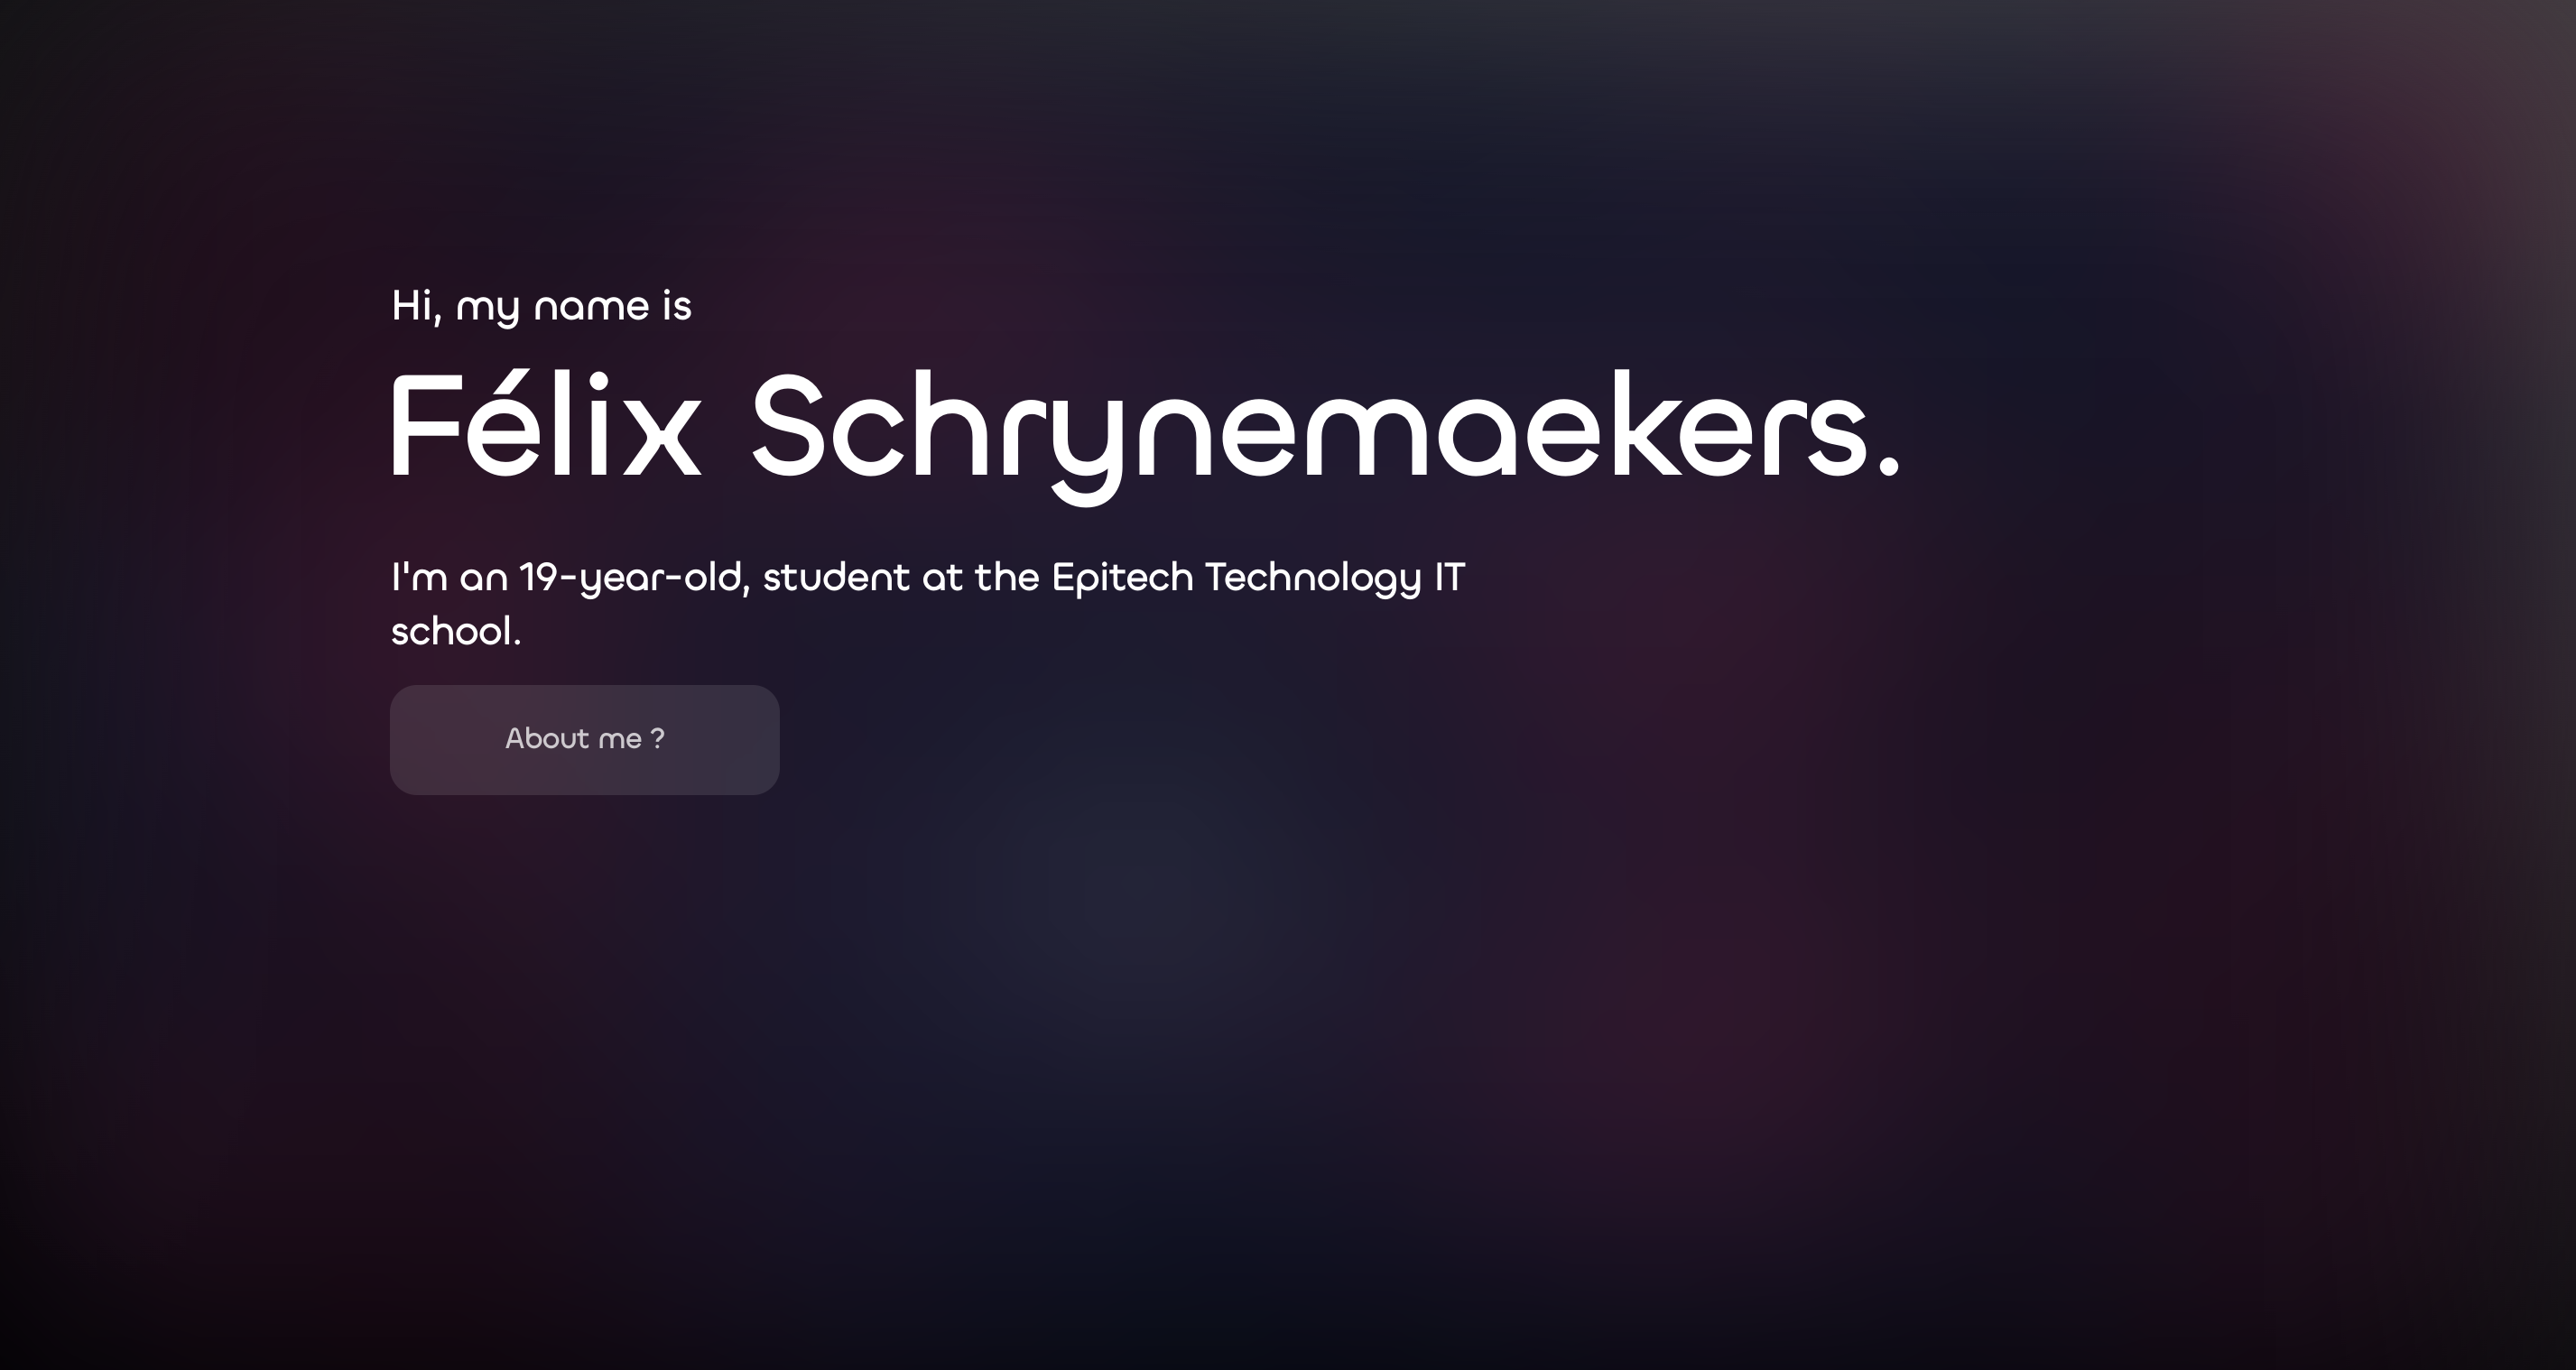 Hi, my name is
Félix Schrynemaekers.
I'm an 19-year-old, student at the Epitech Technology IT
school.
About me ?